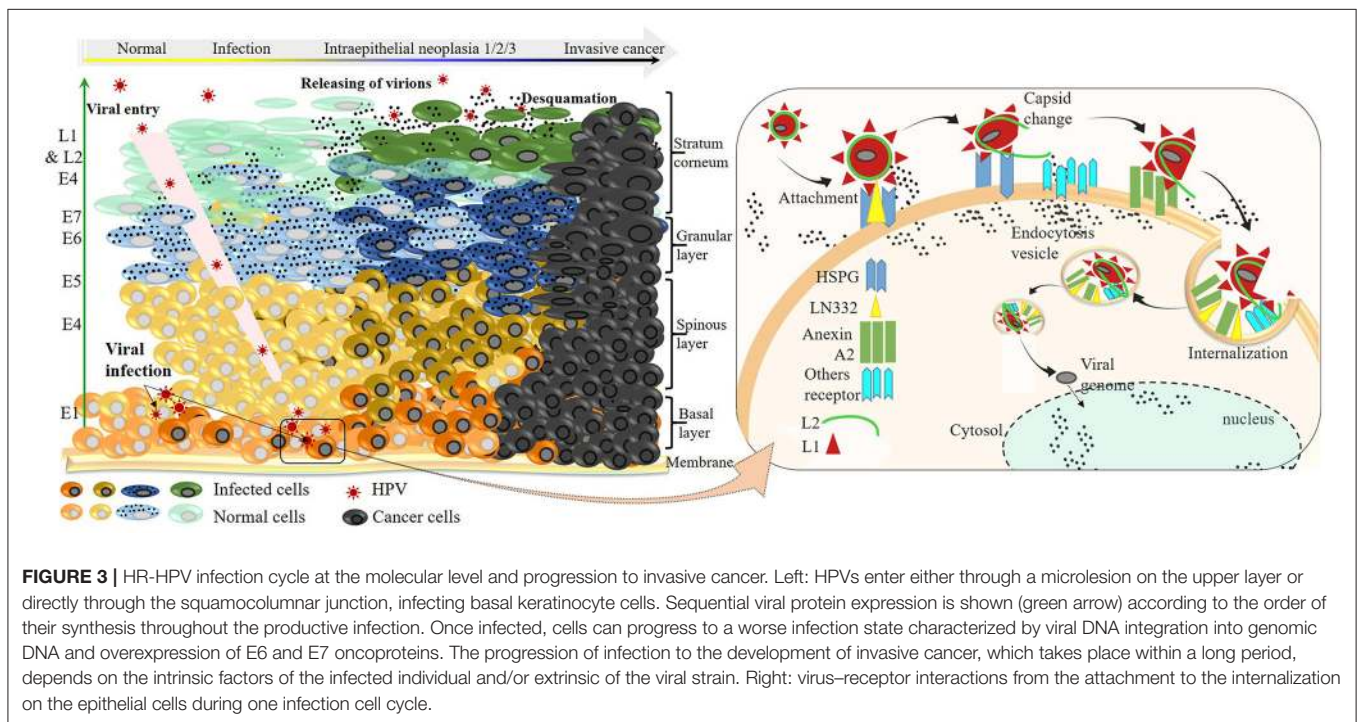 Normal Infection Intraepithelial neoplasia 1/2/3 Invasive cancer
Releasing of virions
Viral entry
Desquamation
L1
& L2
E4
E7
E6
E5
E4
E1
Viral
infection
Stratum
corneum
Granular
layer
Spinous
layer
Basal
layer
Membrane
Infected cells
HPV
Normal cells
Cancer cells
Capsid
change
Attachment
Endocytosis
vesicle
HSPG
LN332
Anexin
A2
Others
receptor
L2
L1
Internalization
Viral
genome
Cytosol
nucleus
FIGURE 3 | HR-HPV infection cycle at the molecular level and progression to invasive cancer. Left: HPVs enter either through a microlesion on the upper layer or
directly through the squamocolumnar junction, infecting basal keratinocyte cells. Sequential viral protein expression is shown (green arrow) according to the order of
their synthesis throughout the productive infection. Once infected, cells can progress to a worse infection state characterized by viral DNA integration into genomic
DNA and overexpression of E6 and E7 oncoproteins. The progression of infection to the development of invasive cancer, which takes place within a long period,
depends on the intrinsic factors of the infected individual and/or extrinsic of the viral strain. Right: virus–receptor interactions from the attachment to the internalization
on the epithelial cells during one infection cell cycle.